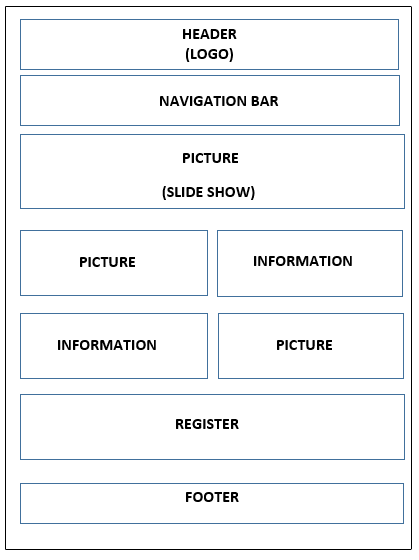 HEADER
(LOGO)
NAVIGATION BAR
PICTURE
(SLIDE SHOW)
PICTURE
INFORMATION
INFORMATION
PICTURE
REGISTER
FOOTER